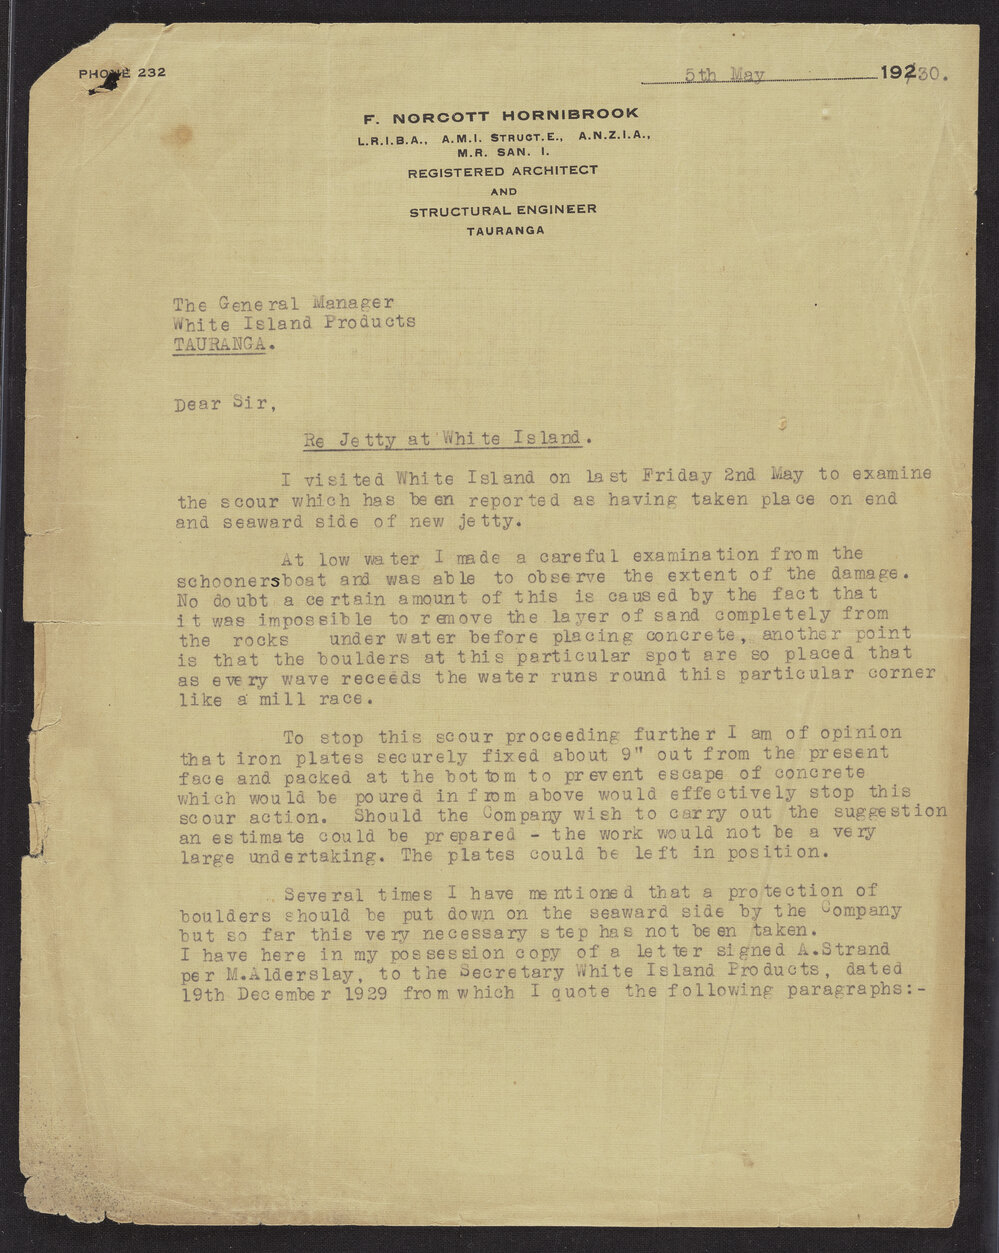 PHONE 232
5th May 19230.
F. NORCOTT HORNIBROOK
L.R.I.B.A., A.M.I. STRUCT.E., A.N.Z.I.A.,
M.R. SAN. I.
REGISTERED ARCHITECT
AND
STRUCTURAL ENGINEER
TAURANGA
The General Manager
White Island Products
TAURANGA.
Dear Sir,
Re Jetty at White Island.
I visited White Island on last Friday 2nd May to examine
the scour which has been reported as having taken place on end
and seaward side of new jetty.
At low water I made a careful examination from the
schoonersboat and was able to observe the extent of the damage.
No doubt a certain amount of this is caused by the fact that
it was impossible to remove the layer of sand completely from
the rocks under water before placing concrete, another point
is that the boulders at this particular spot are so placed that
as every wave receeds the water runs round this particular corner
like a mill race.
To stop this scour proceeding further I am of opinion
that iron plates securely fixed about 9" out from the present
face and packed at the bottom to prevent escape of concrete
which would be poured in from above would effectively stop this
scour action. Should the Company wish to carry out the suggestion
an estimate could be prepared - the work would not be a very
large undertaking. The plates could be left in position.
Several times I have mentioned that a protection of
boulders should be put down on the seaward side by the Company
but so far this very necessary step has not been taken.
I have here in my possession copy of a letter signed A.Strand
per M.Alderslay, to the Secretary White Island Products, dated
19th December 1929 from which I quote the following paragraphs:-